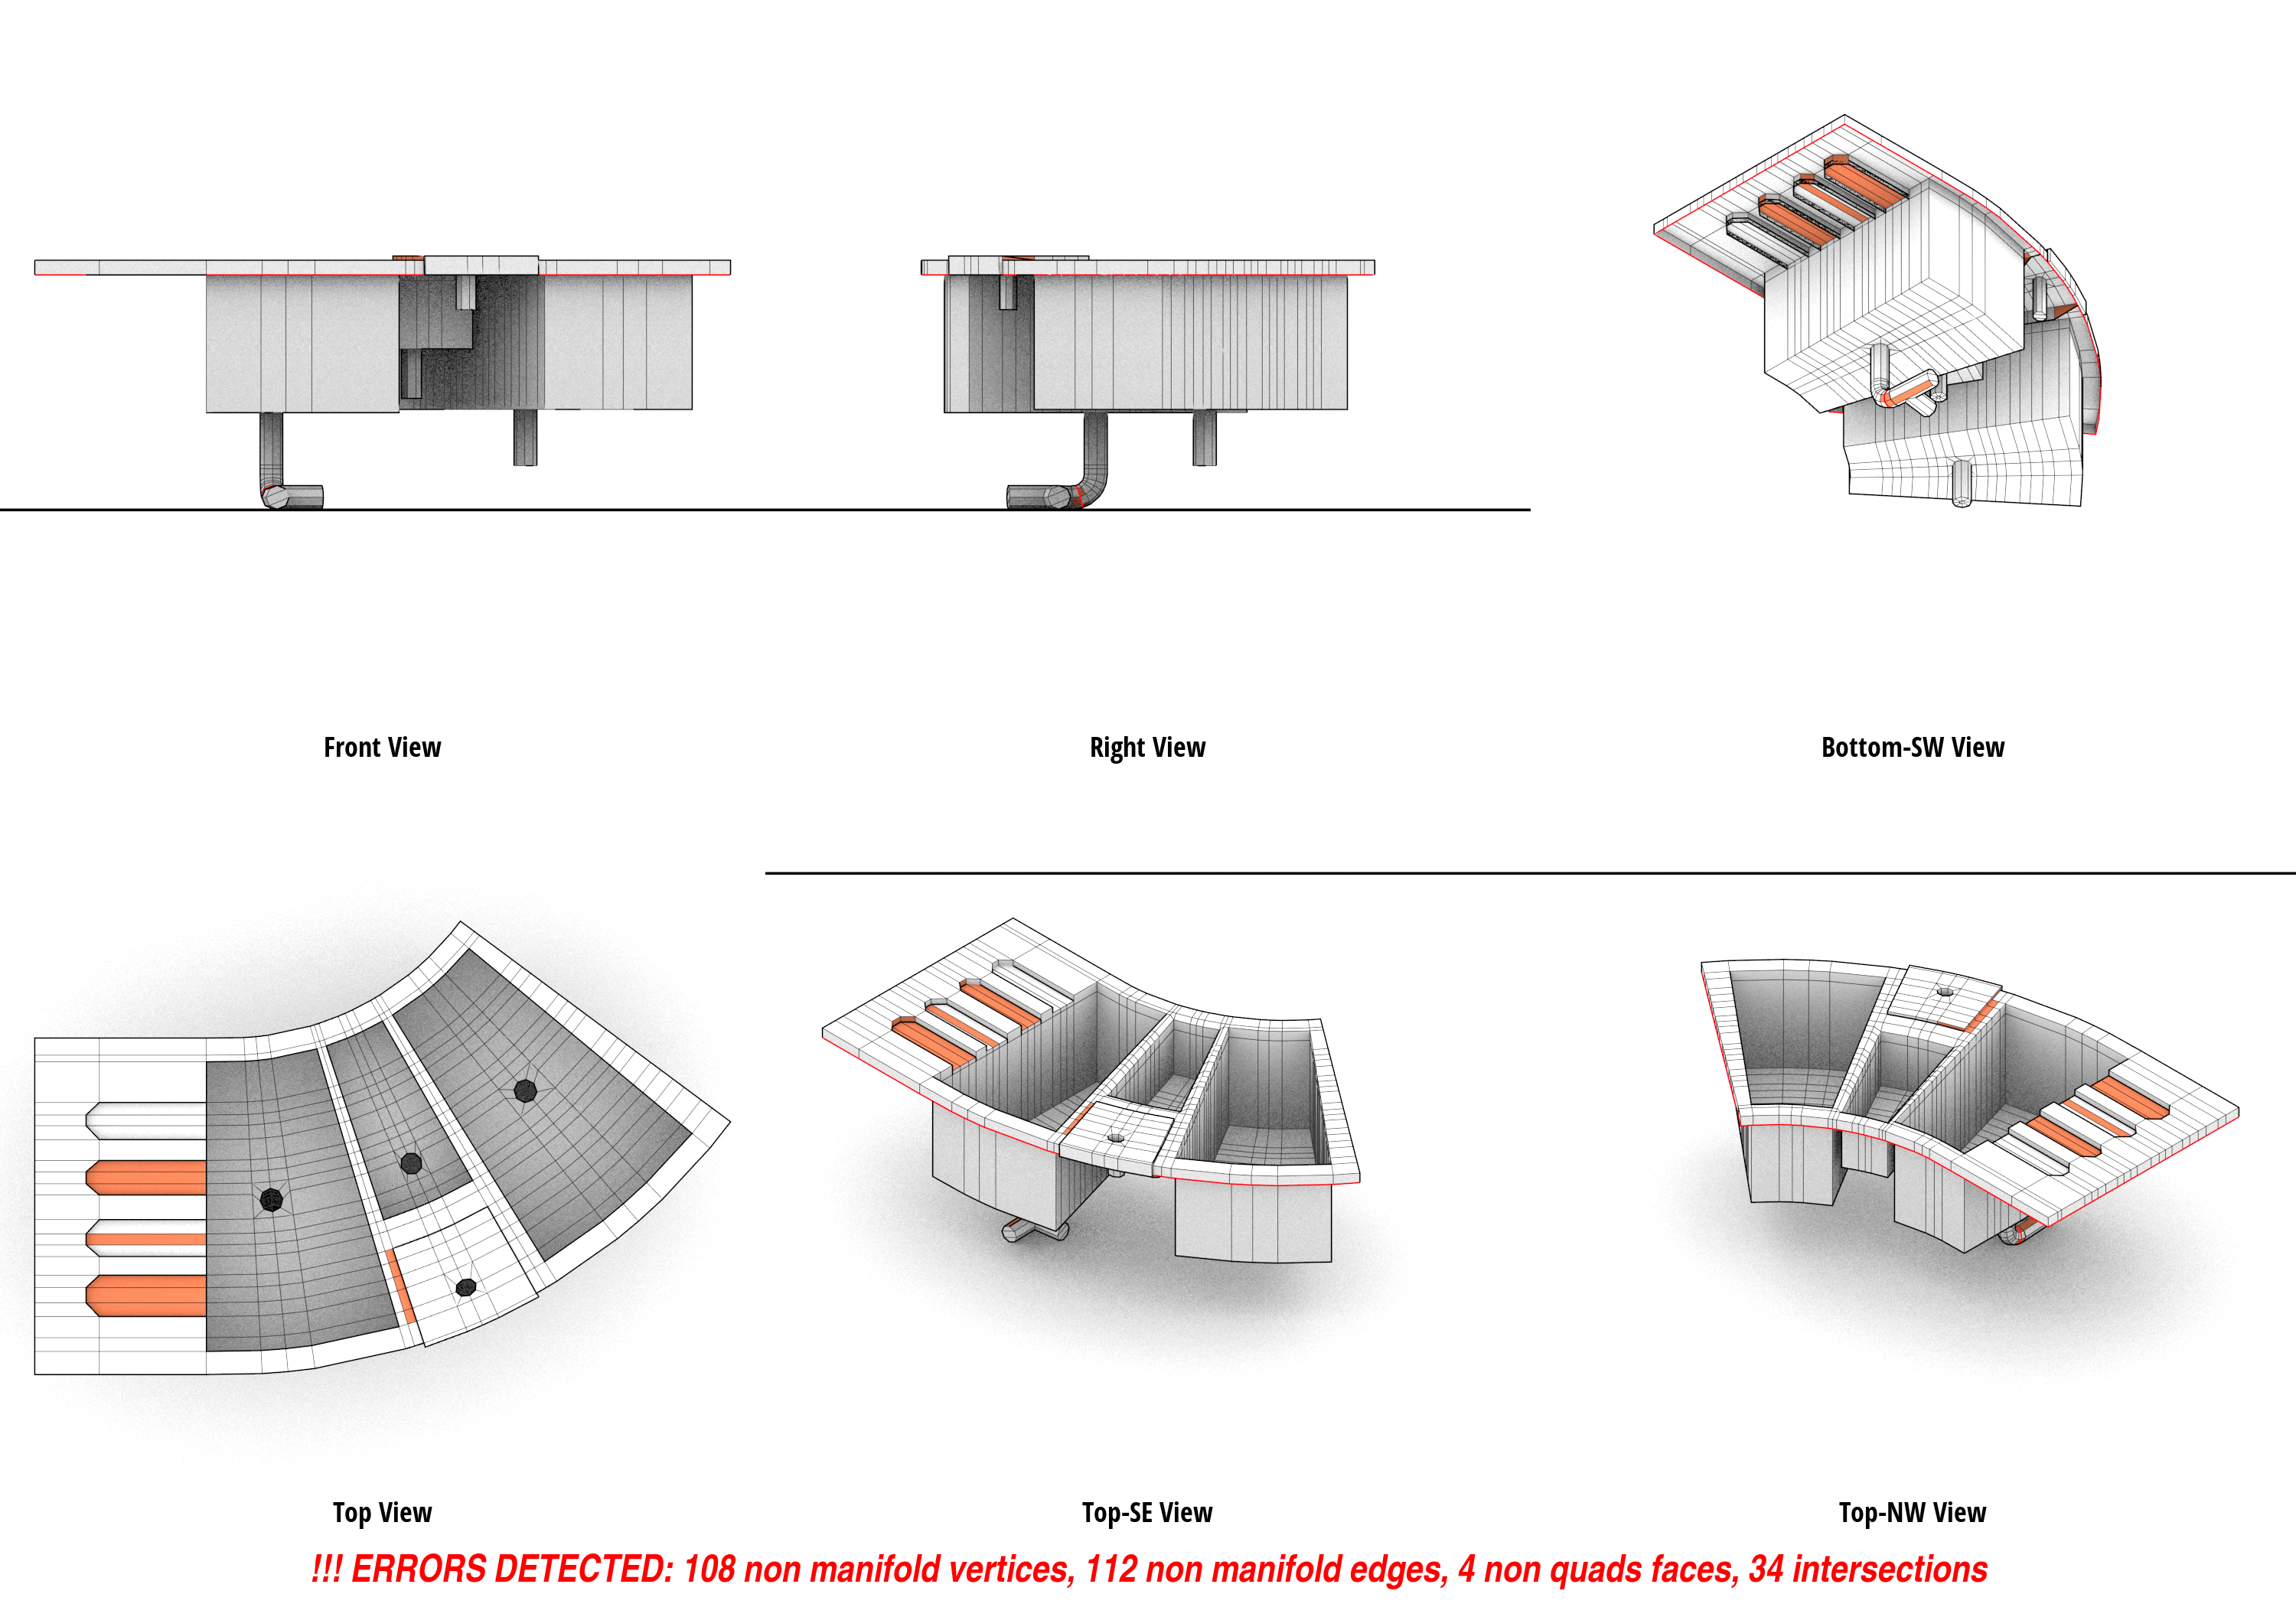 Front View
Right View
Bottom-SW View
Top View
Top-SE View
Top-NW View
!!! ERRORS DETECTED: 108 non manifold vertices, 112 non manifold edges, 4 non quads faces, 34 intersections